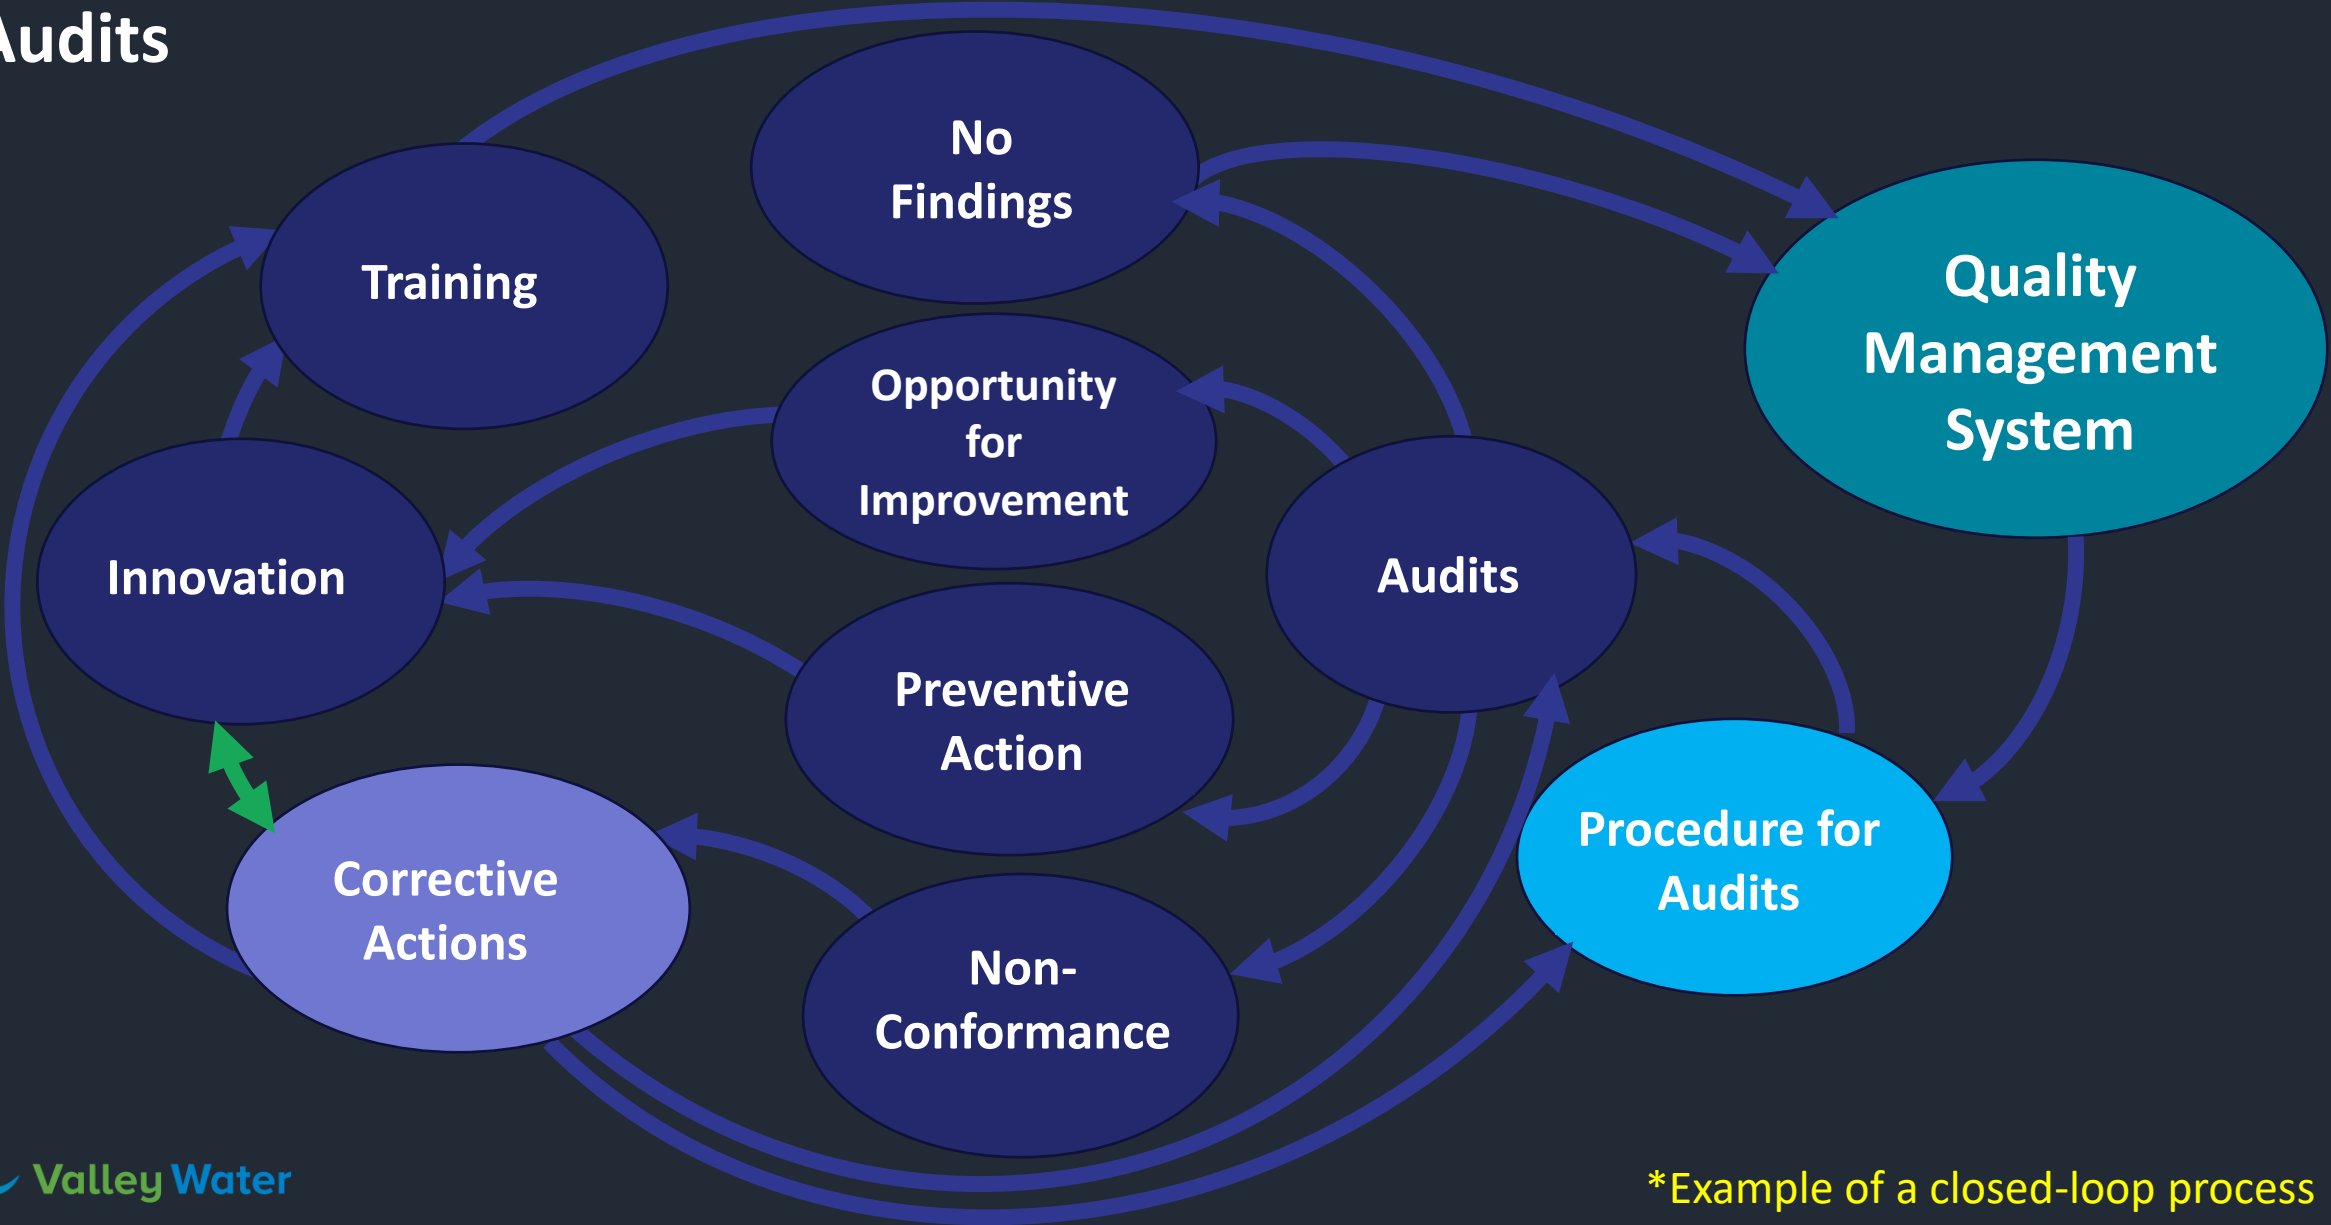 Audits
No
Findings
Training
Quality
Management
System
Opportunity
for
Improvement
Innovation
Audits
Preventive
Action
Procedure for
Audits
Corrective
Actions
Non-
Conformance
Valley Water
*Example of a closed-loop process